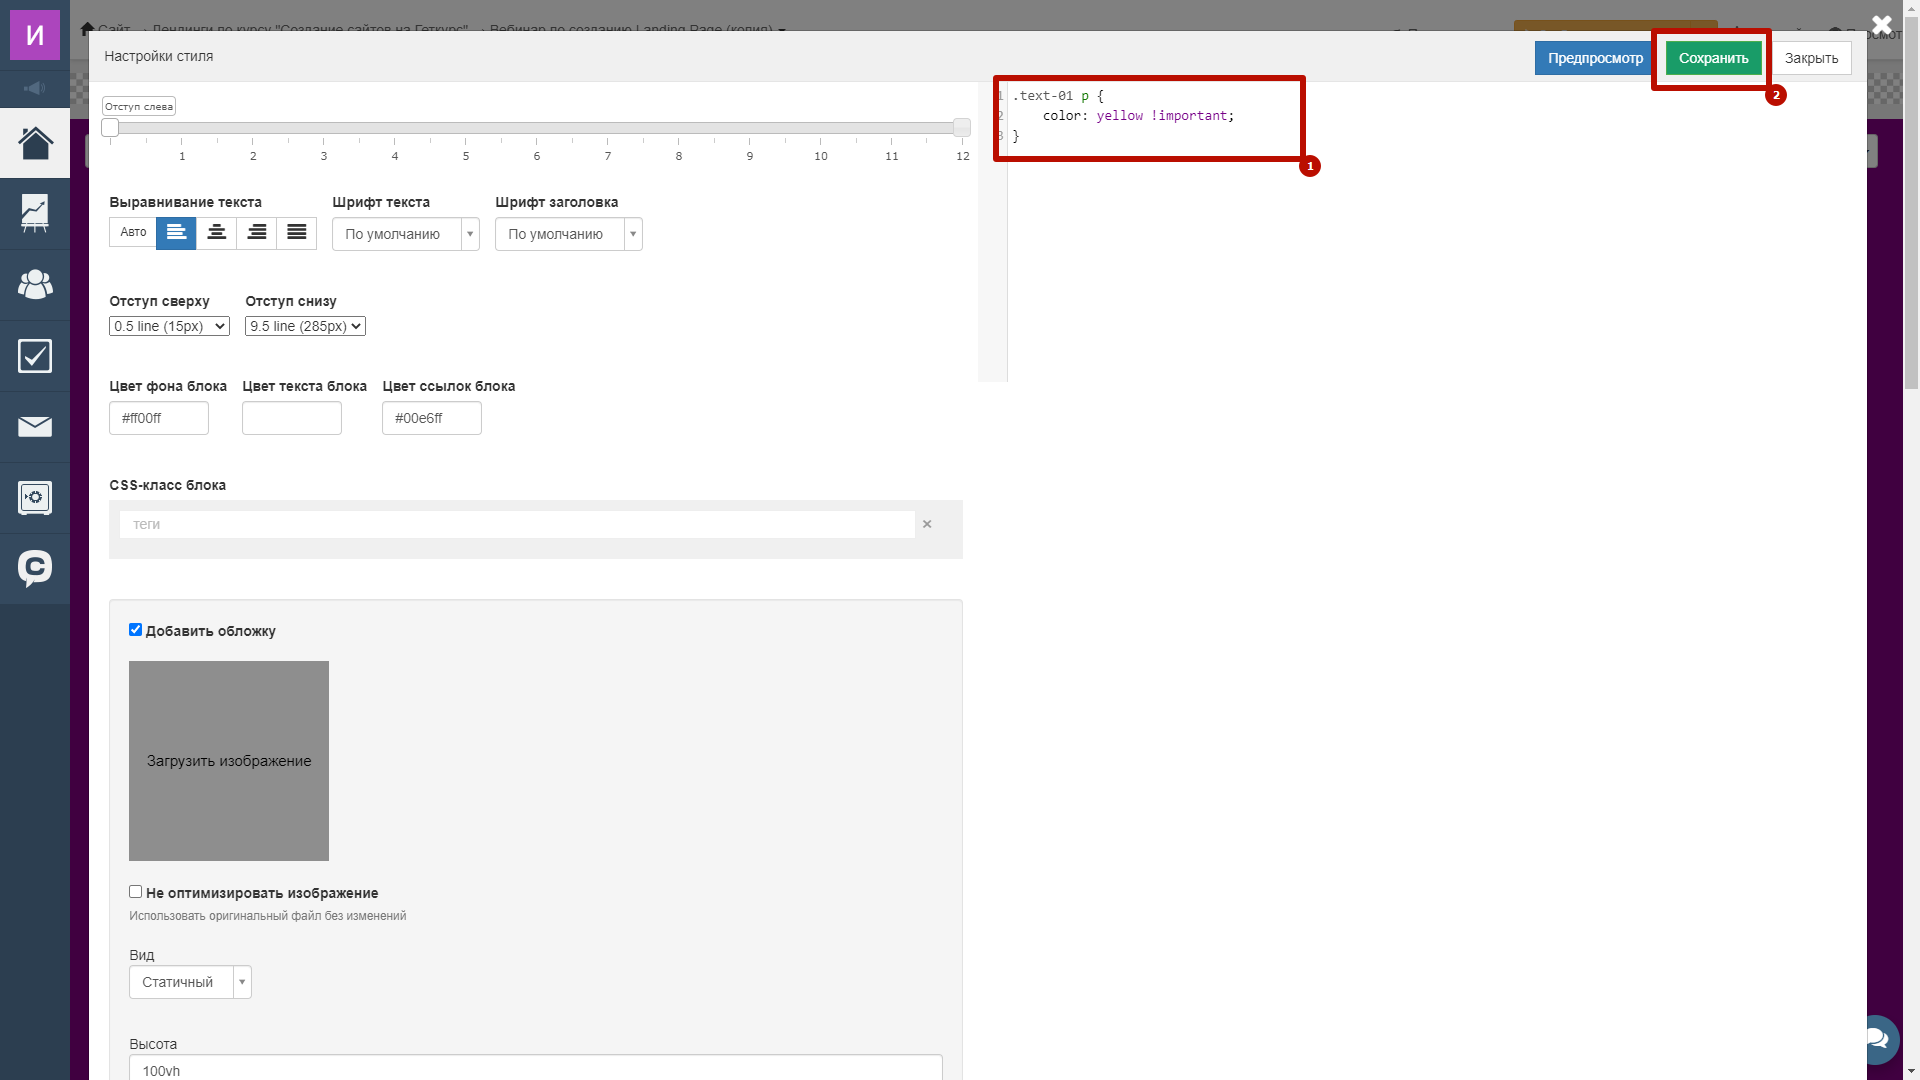 И
Сайт
Лендинги по курсу "Создание сайтов на Геткурс"
Вебинар по созданию Landing Page (копия)
Настройки стиля
Предпросмотр
Сохранить
Закрыть
2
Отступ слева
1 2 3 4 5 6 7 8 9 10 11 12
1 .text-01 p {
2 color: yellow !important;
3 }
1
Выравнивание текста
Шрифт текста
Шрифт заголовка
Авто
По умолчанию
По умолчанию
Отступ сверху
Отступ снизу
0.5 line (15px)
9.5 line (285px)
Цвет фона блока
Цвет текста блока
Цвет ссылок блока
#ff00ff
#00e6ff
CSS-класс блока
теги
×
Добавить обложку
Загрузить изображение
Не оптимизировать изображение
Использовать оригинальный файл без изменений
Вид
Статичный
Высота
100vh